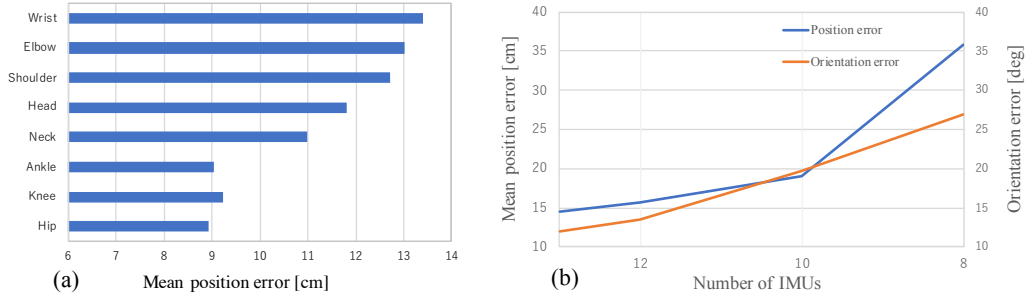 Wrist
Elbow
Shoulder
Head
Neck
Ankle
Knee
Hip
6 7 8 9 10 11 12 13 14
(a) Mean position error [cm]
40 40
35 35
30 30
25 25
20 20
15 15
10 10
Mean position error [cm]
Position error
Orientation error
Orientation error [deg]
12 10 8
(b) Number of IMUs